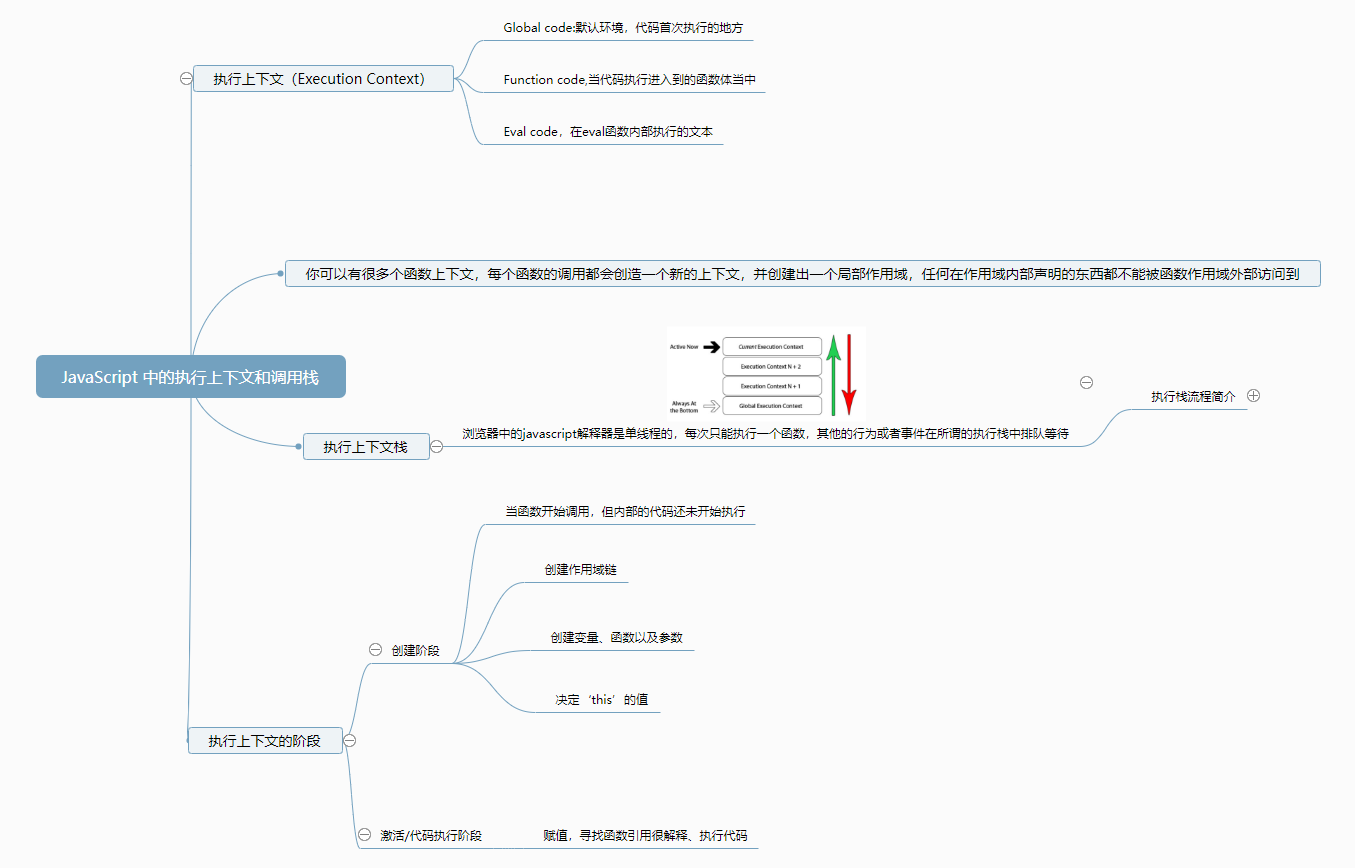 Global code:默认环境，代码首次执行的地方
执行上下文（Execution Context）
Function code,当代码执行进入到的函数体当中
Eval code，在eval函数内部执行的文本
你可以有很多个函数上下文，每个函数的调用都会创造一个新的上下文，并创建出一个局部作用域，任何在作用域内部声明的东西都不能被函数作用域外部访问到
JavaScript 中的执行上下文和调用栈
Active Now
Current Execution Context
Execution Context N + 2
Execution Context N + 1
Always At
the Bottom
Global Execution Context
执行栈流程简介
浏览器中的javascript解释器是单线程的，每次只能执行一个函数，其他的行为或者事件在所谓的执行栈中排队等待
执行上下文栈
当函数开始调用，但内部的代码还未开始执行
创建作用域链
创建变量、函数以及参数
创建阶段
决定‘this’的值
执行上下文的阶段
激活/代码执行阶段
赋值，寻找函数引用很解释、执行代码